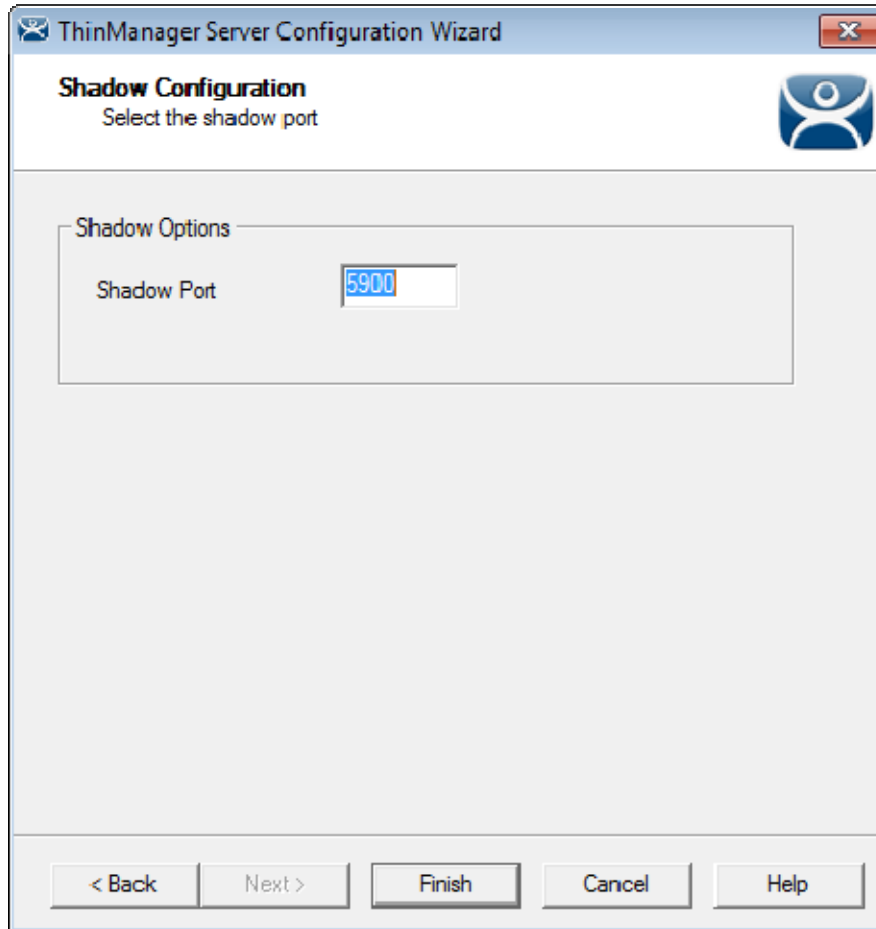 ThinManager Server Configuration Wizard
Shadow Configuration
Select the shadow port
Shadow Options
Shadow Port 5900
< Back Next > Finish Cancel Help